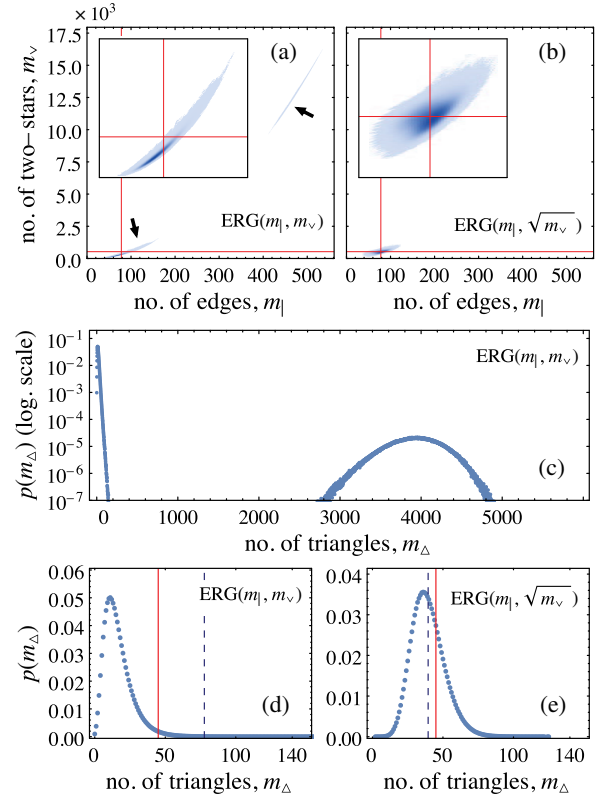 × 10³
17.5
15.0
12.5
10.0
7.5
5.0
2.5
0.0
no. of two–stars, m∨
(a)
(b)
ERG(m|, m∨)
ERG(m|, √m∨)
0 100 200 300 400 500
0 100 200 300 400 500
no. of edges, m|
no. of edges, m|
10⁻¹
10⁻²
10⁻³
10⁻⁴
10⁻⁵
10⁻⁶
10⁻⁷
p(m△) (log. scale)
ERG(m|, m∨)
(c)
0 1000 2000 3000 4000 5000
no. of triangles, m△
0.06
0.05
0.04
0.03
0.02
0.01
0.00
p(m△)
ERG(m|, m∨)
(d)
0 50 100 140
no. of triangles, m△
0.04
0.03
0.02
0.01
0.00
ERG(m|, √m∨)
(e)
0 50 100 140
no. of triangles, m△